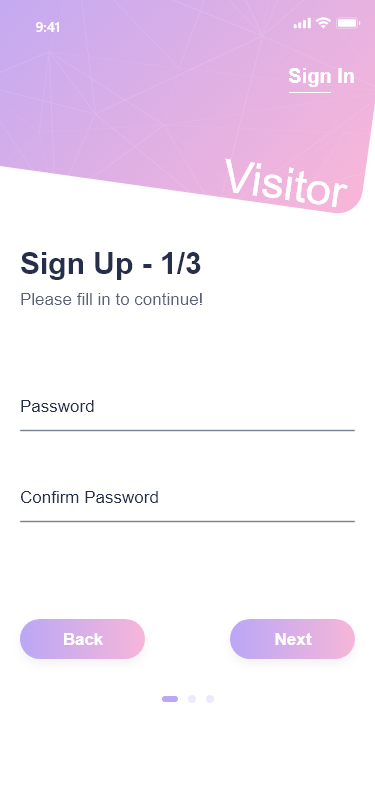 9:41
Sign In
Visitor
Sign Up - 1/3
Please fill in to continue!
Password
Confirm Password
Back
Next